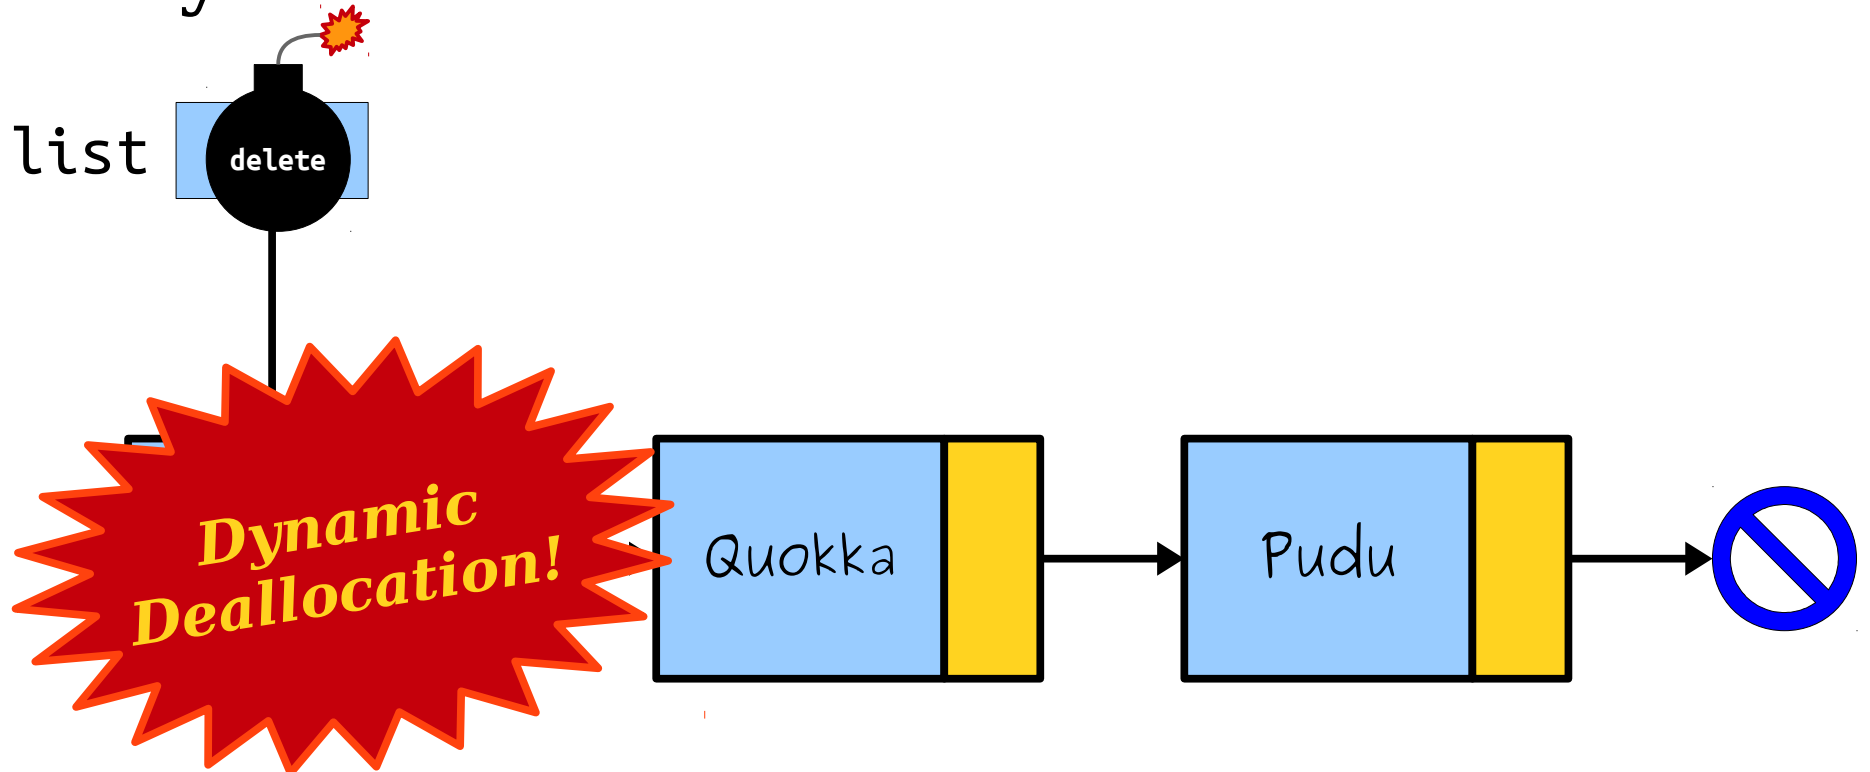 list
delete
Dynamic
Deallocation!
Quokka
Pudu